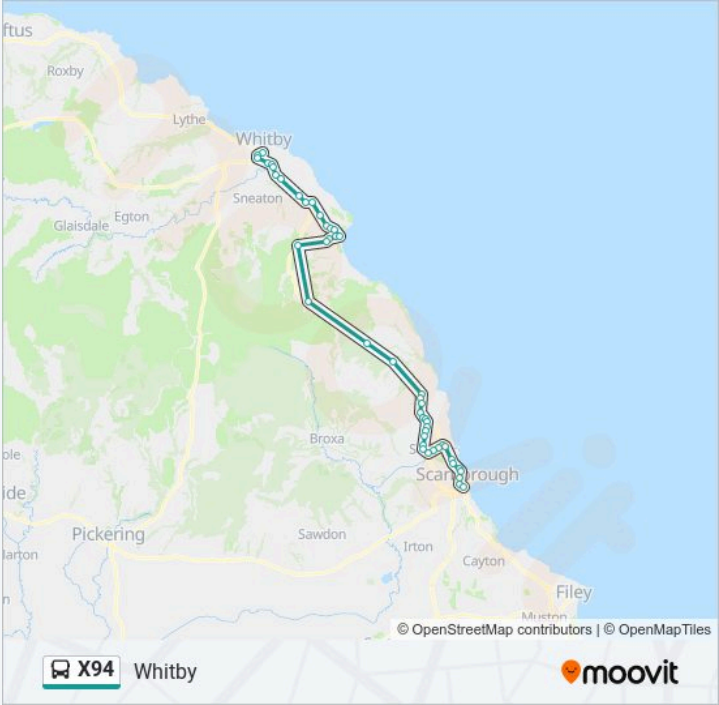 ftus
Roxby
Lythe
Whitby
Sneaton
Egton
Glaisdale
Broxa
Scarborough
ole
ide
Pickering
Sawdon
Irton
larton
Cayton
n
Filey
Muston
© OpenStreetMap contributors | © OpenMapTiles
X94 Whitby
moovit